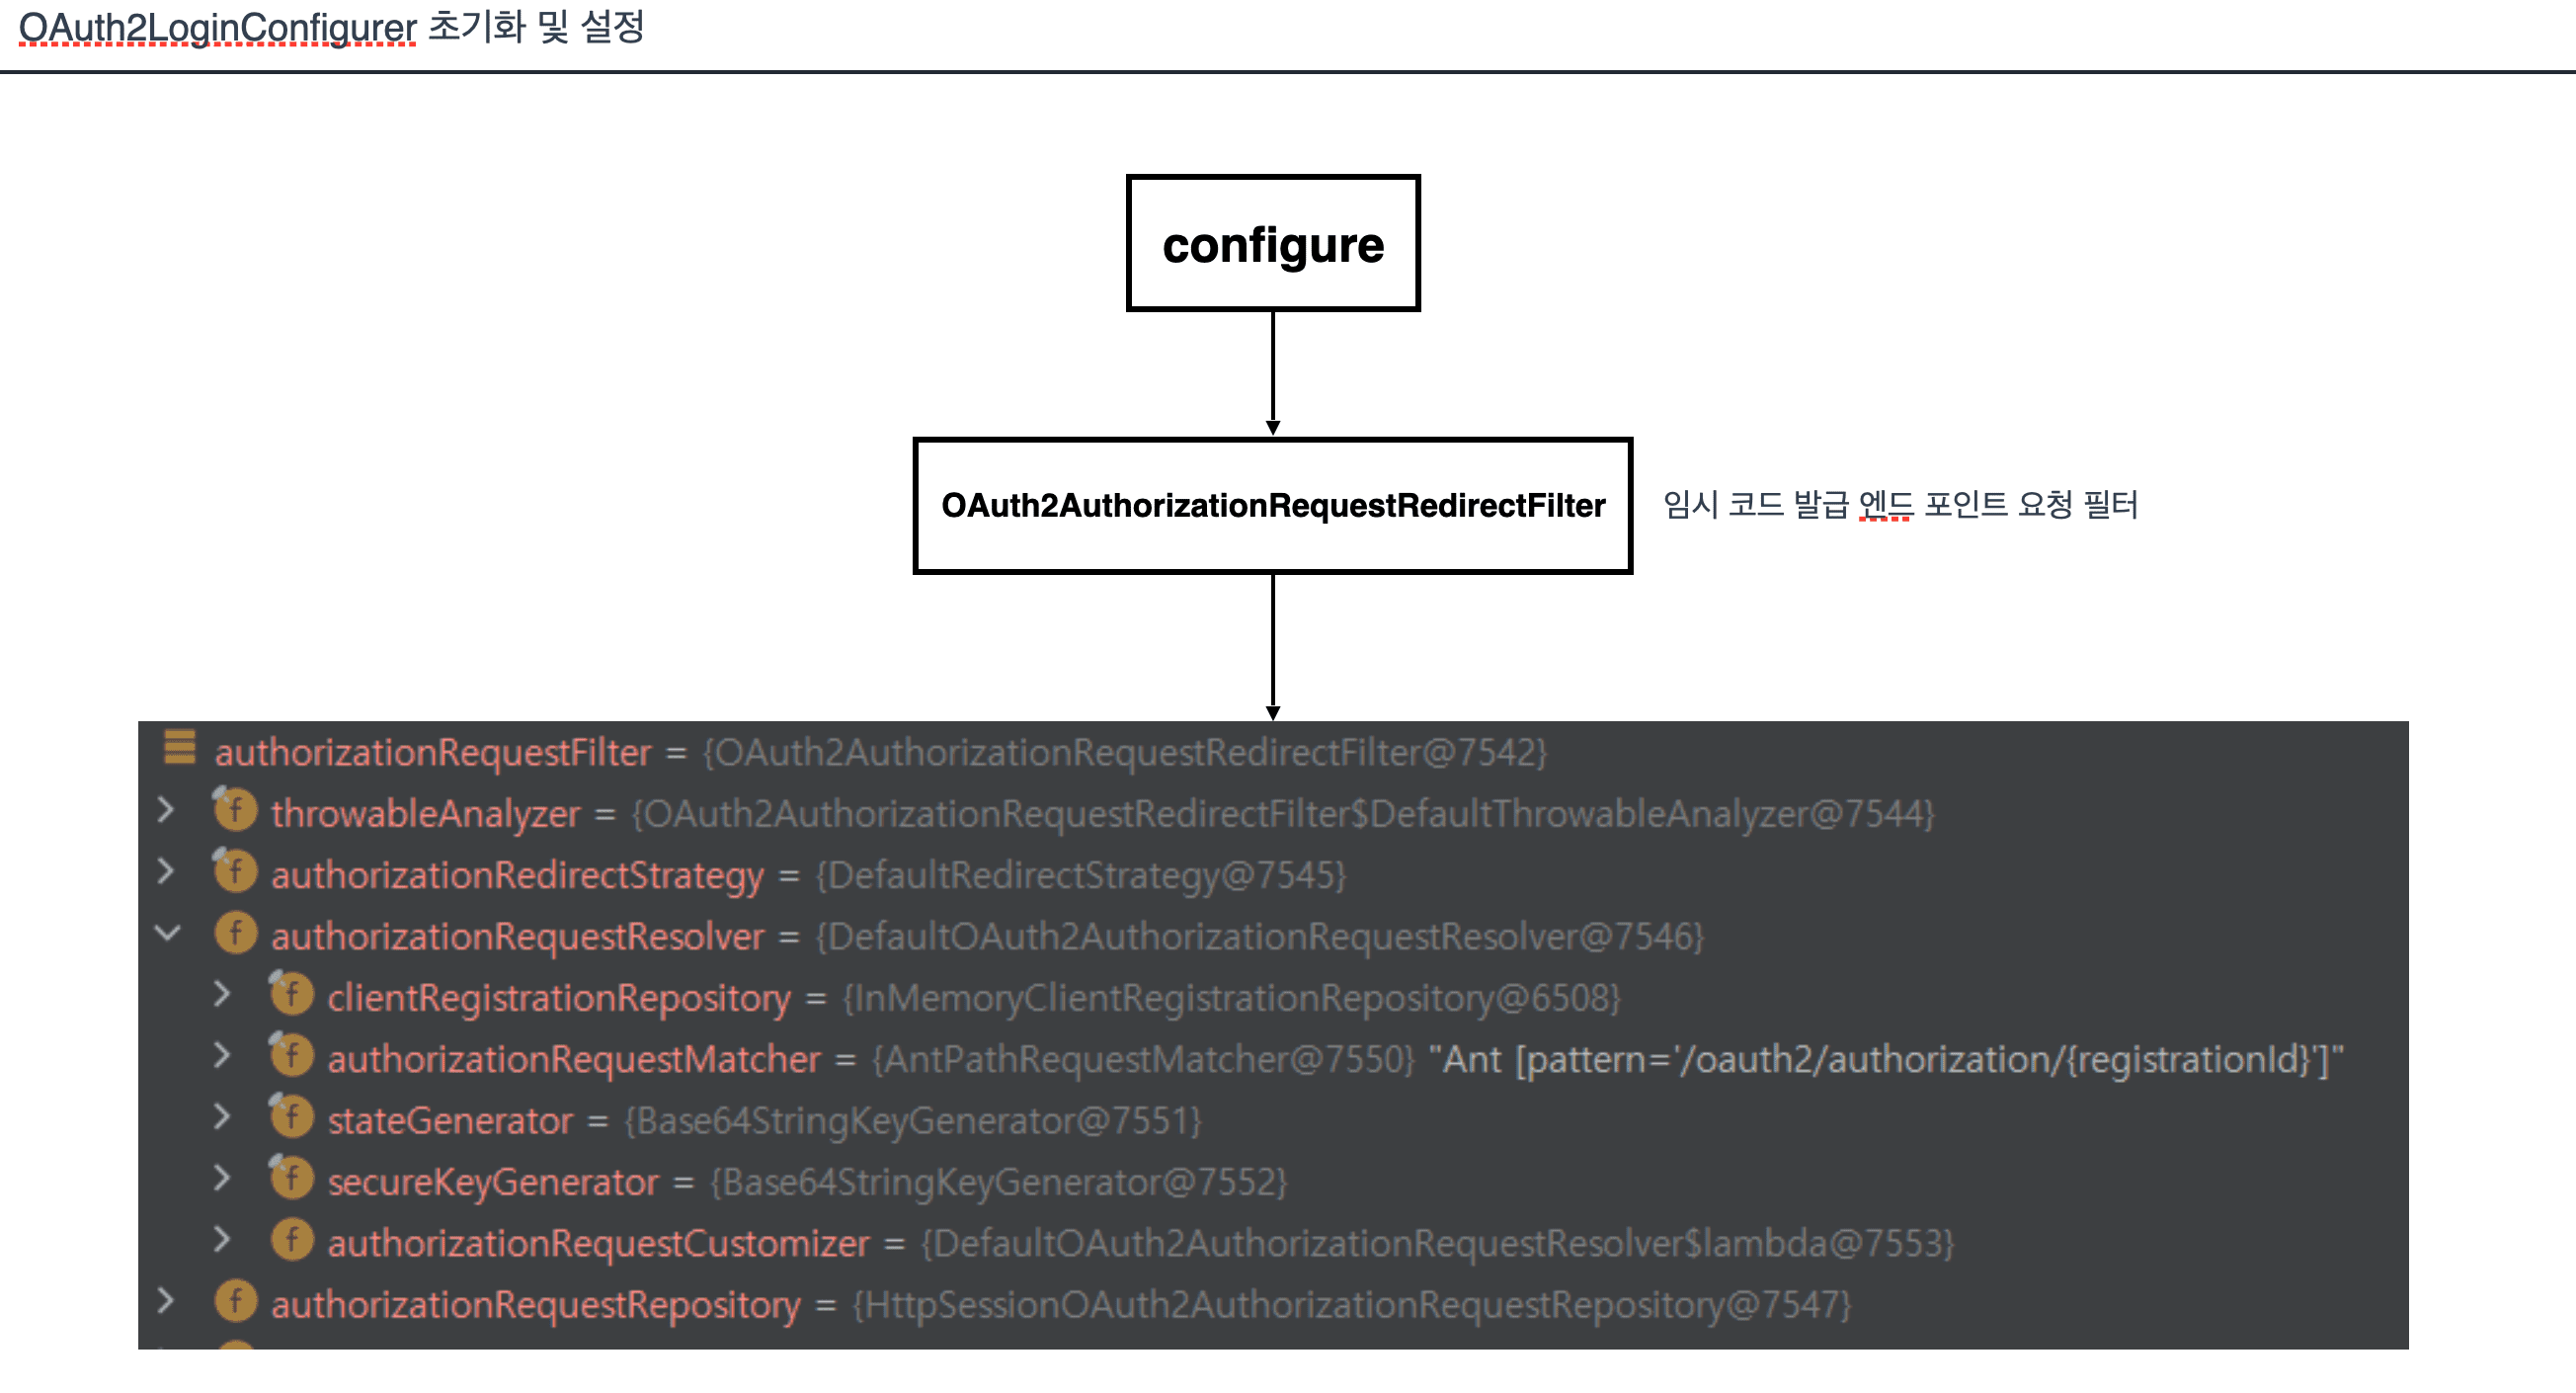 OAuth2LoginConfigurer 초기화 및 설정
configure
OAuth2AuthorizationRequestRedirectFilter
임시 코드 발급 엔드 포인트 요청 필터
authorizationRequestFilter = {OAuth2AuthorizationRequestRedirectFilter@7542}
throwableAnalyzer = {OAuth2AuthorizationRequestRedirectFilter$DefaultThrowableAnalyzer@7544}
authorizationRedirectStrategy = {DefaultRedirectStrategy@7545}
authorizationRequestResolver = {DefaultOAuth2AuthorizationRequestResolver@7546}
clientRegistrationRepository = {InMemoryClientRegistrationRepository@6508}
authorizationRequestMatcher = {AntPathRequestMatcher@7550} "Ant [pattern='/oauth2/authorization/{registrationId}']"
stateGenerator = {Base64StringKeyGenerator@7551}
secureKeyGenerator = {Base64StringKeyGenerator@7552}
authorizationRequestCustomizer = {DefaultOAuth2AuthorizationRequestResolver$lambda@7553}
authorizationRequestRepository = {HttpSessionOAuth2AuthorizationRequestRepository@7547}